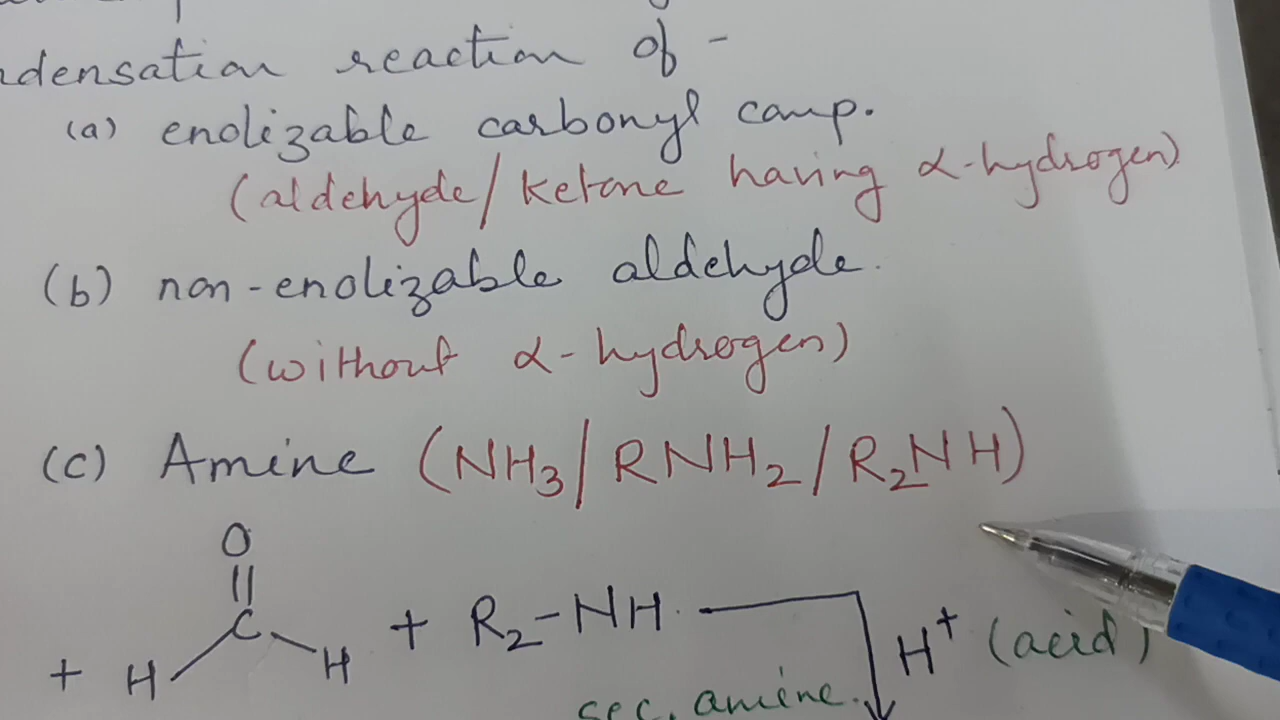 densation reaction of -
(a) enolizable carbonyl comp.
(aldehyde/ketone having α-hydrogen)
(b) non-enolizable aldehyde.
(without α-hydrogen)
(c) Amine (NH3/RNH2/R2NH)
O
C
+ H H + R2-NH H+ (acid)
sec. amine.